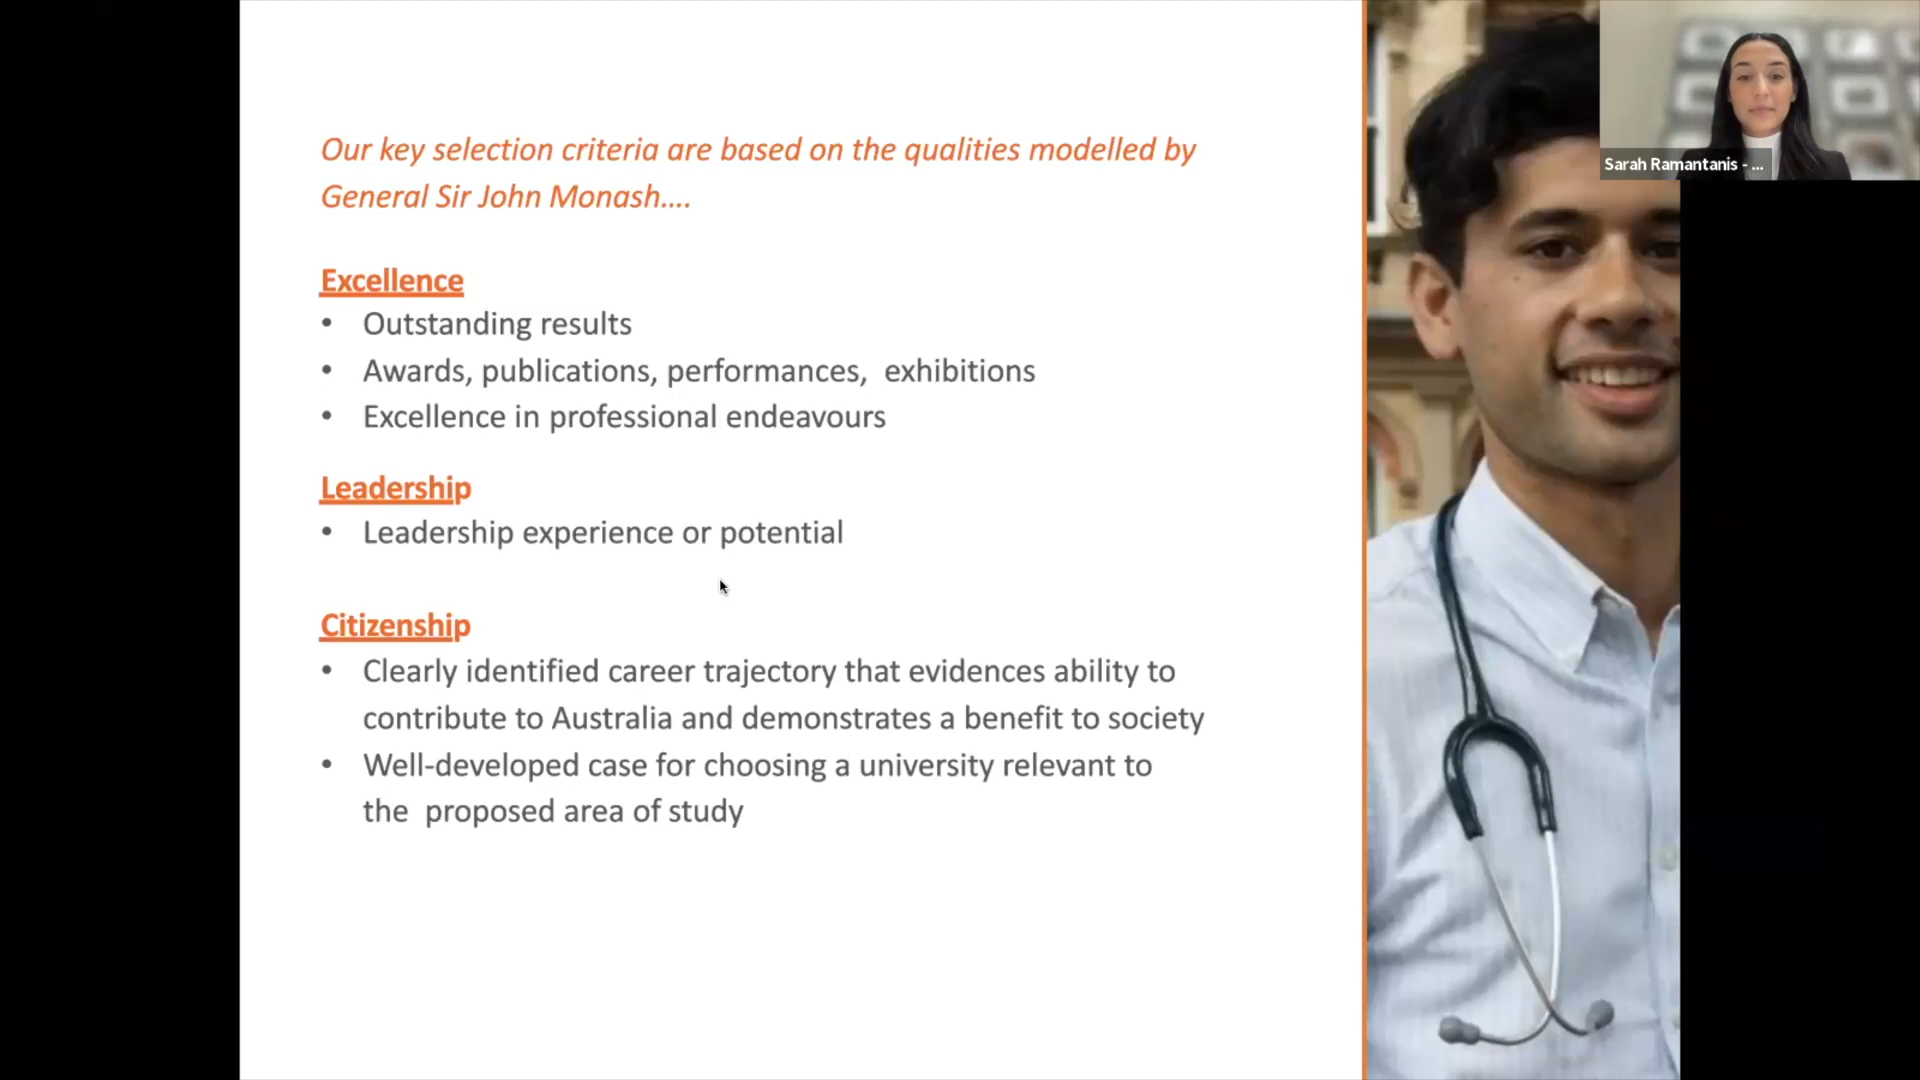 Our key selection criteria are based on the qualities modelled by
General Sir John Monash....
Excellence
• Outstanding results
• Awards, publications, performances,  exhibitions
• Excellence in professional endeavours
Leadership
• Leadership experience or potential
Citizenship
• Clearly identified career trajectory that evidences ability to
contribute to Australia and demonstrates a benefit to society
• Well-developed case for choosing a university relevant to
the  proposed area of study
Sarah Ramantanis - ...